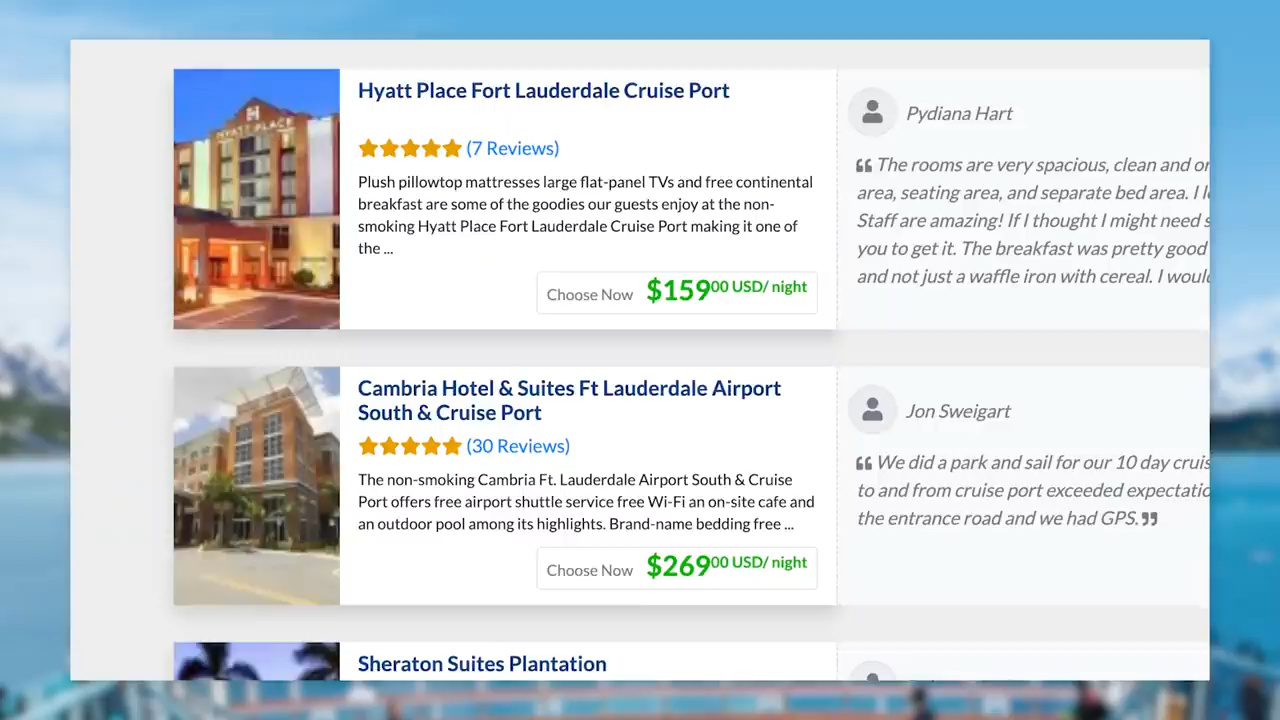 Hyatt Place Fort Lauderdale Cruise Port
(7 Reviews)
Plush pillowtop mattresses large flat-panel TVs and free continental
breakfast are some of the goodies our guests enjoy at the non-
smoking Hyatt Place Fort Lauderdale Cruise Port making it one of
the ...
Choose Now $15900 USD/ night
Pydiana Hart
❝ The rooms are very spacious, clean and or
area, seating area, and separate bed area. I
Staff are amazing! If I thought I might need
you to get it. The breakfast was pretty good
and not just a waffle iron with cereal. I woul
HYATT PLACE
Cambria Hotel & Suites Ft Lauderdale Airport
South & Cruise Port
(30 Reviews)
The non-smoking Cambria Ft. Lauderdale Airport South & Cruise
Port offers free airport shuttle service free Wi-Fi an on-site cafe and
an outdoor pool among its highlights. Brand-name bedding free ...
Choose Now $26900 USD/ night
Jon Sweigart
❝ We did a park and sail for our 10 day cruis
to and from cruise port exceeded expectatio
the entrance road and we had GPS.❞
Sheraton Suites Plantation